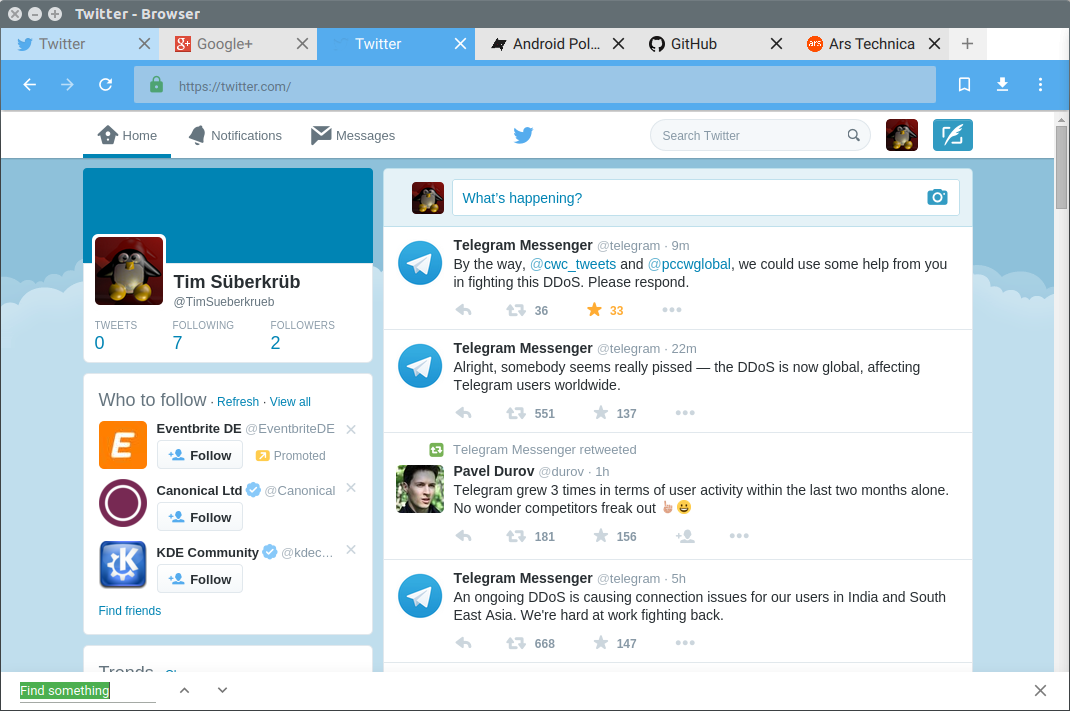 Twitter - Browser
Twitter
Google+
Twitter
Android Pol...
GitHub
Ars Technica
https://twitter.com/
Home
Notifications
Messages
Search Twitter
What's happening?
Tim Süberkrüb
@TimSueberkrueb
TWEETS FOLLOWING FOLLOWERS
0 7 2
Who to follow · Refresh · View all
Eventbrite DE @EventbriteDE
Follow Promoted
Canonical Ltd @Canonical
Follow
KDE Community @kdec...
Follow
Find friends
Telegram Messenger @telegram · 9m
By the way, @cwc_tweets and @pccwglobal, we could use some help from you
in fighting this DDoS. Please respond.
36 33
Telegram Messenger @telegram · 22m
Alright, somebody seems really pissed — the DDoS is now global, affecting
Telegram users worldwide.
551 137
Telegram Messenger retweeted
Pavel Durov @durov · 1h
Telegram grew 3 times in terms of user activity within the last two months alone.
No wonder competitors freak out ☝😀
181 156
Telegram Messenger @telegram · 5h
An ongoing DDoS is causing connection issues for our users in India and South
East Asia. We're hard at work fighting back.
668 147
Find something